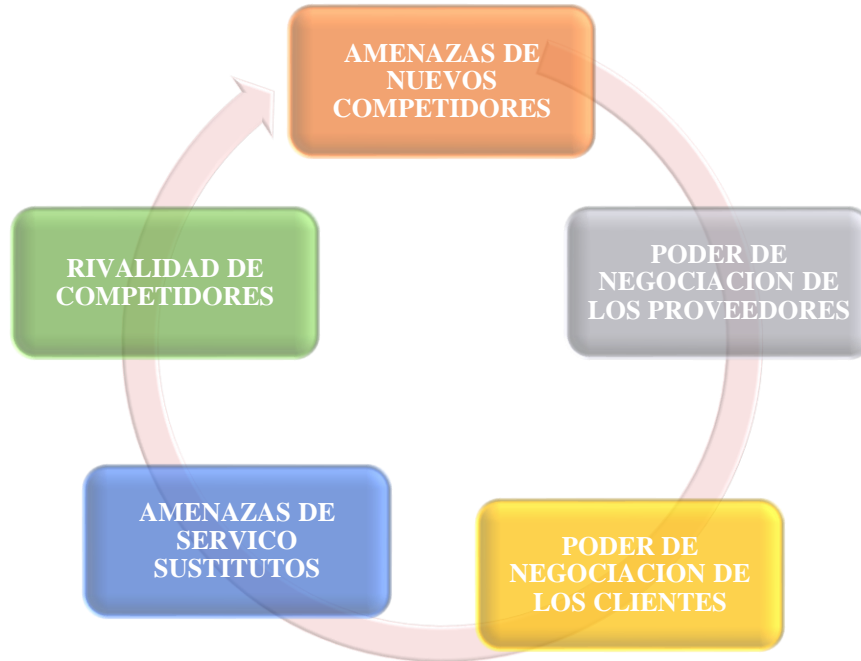 AMENAZAS DE
NUEVOS
COMPETIDORES
PODER DE
NEGOCIACION DE
LOS PROVEEDORES
PODER DE
NEGOCIACION DE
LOS CLIENTES
AMENAZAS DE
SERVICO
SUSTITUTOS
RIVALIDAD DE
COMPETIDORES